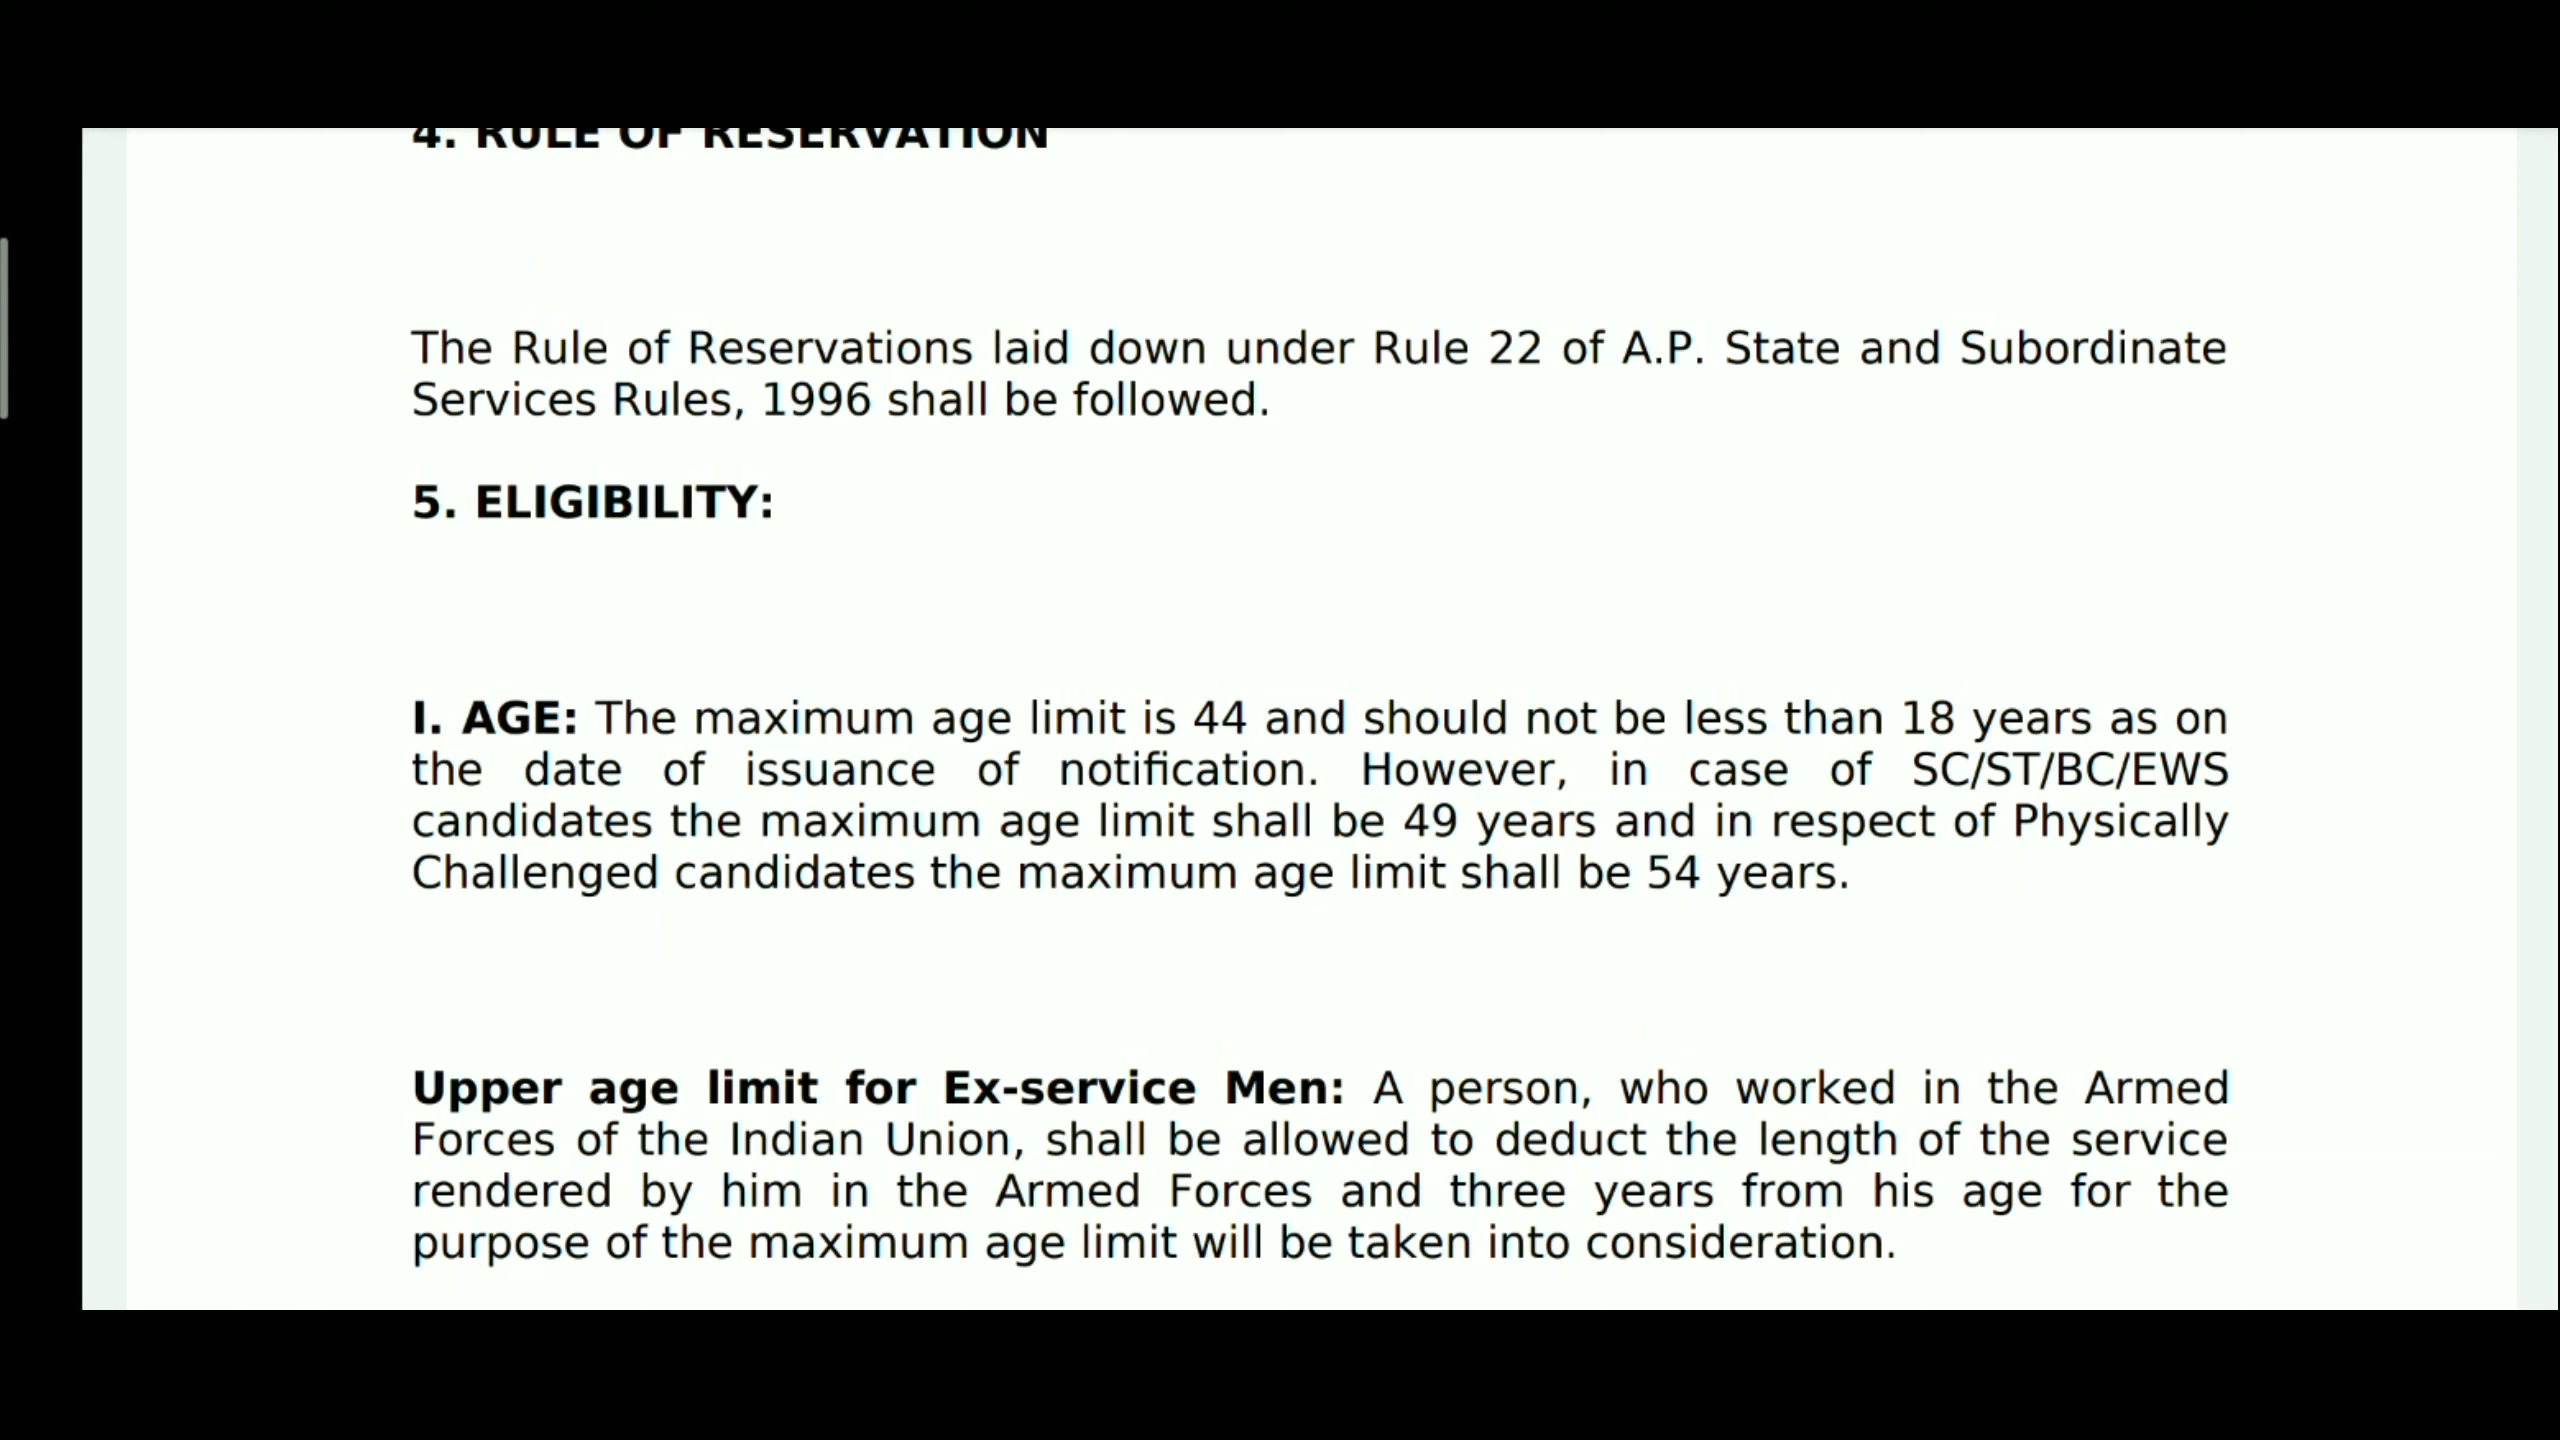 4. RULE OF RESERVATION
The Rule of Reservations laid down under Rule 22 of A.P. State and Subordinate
Services Rules, 1996 shall be followed.
5. ELIGIBILITY:
I. AGE: The maximum age limit is 44 and should not be less than 18 years as on
the date of issuance of notification. However, in case of SC/ST/BC/EWS
candidates the maximum age limit shall be 49 years and in respect of Physically
Challenged candidates the maximum age limit shall be 54 years.
Upper age limit for Ex-service Men: A person, who worked in the Armed
Forces of the Indian Union, shall be allowed to deduct the length of the service
rendered by him in the Armed Forces and three years from his age for the
purpose of the maximum age limit will be taken into consideration.